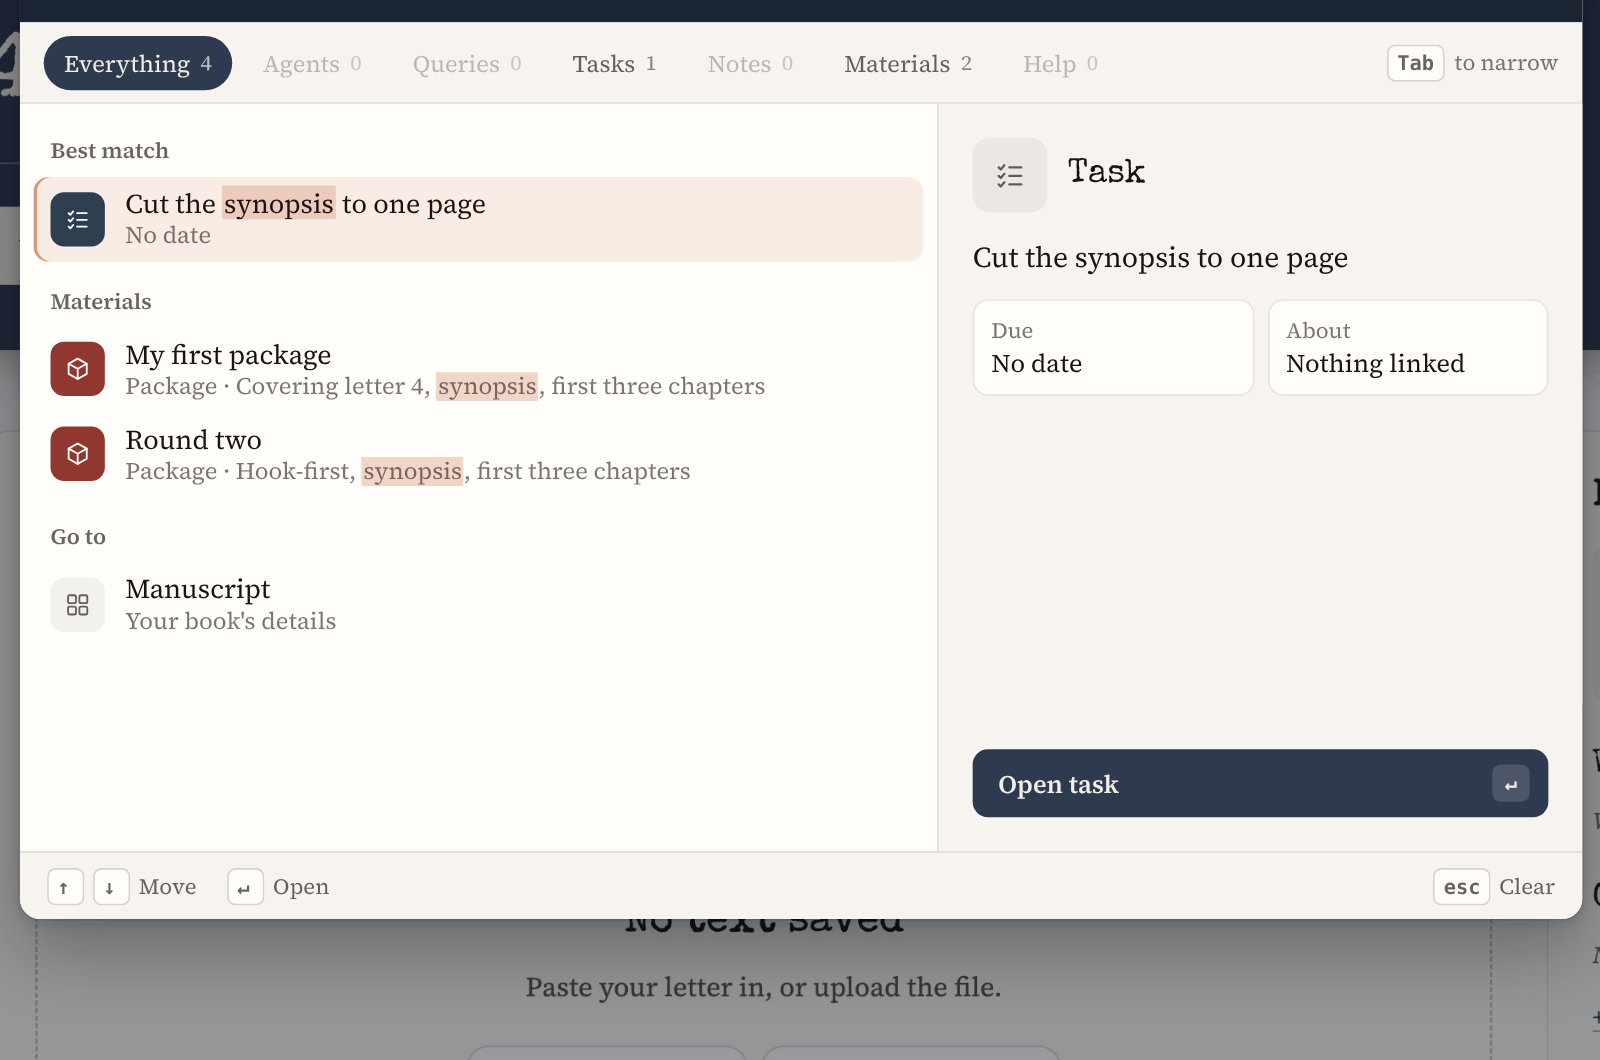 Everything 4 Agents 0 Queries 0 Tasks 1 Notes 0 Materials 2 Help 0 Tab to narrow
Best match
Cut the synopsis to one page
No date
Materials
My first package
Package · Covering letter 4, synopsis, first three chapters
Round two
Package · Hook-first, synopsis, first three chapters
Go to
Manuscript
Your book's details
Task
Cut the synopsis to one page
Due
No date
About
Nothing linked
Open task ↵
↑ ↓ Move ↵ Open
esc Clear
No text saved
Paste your letter in, or upload the file.